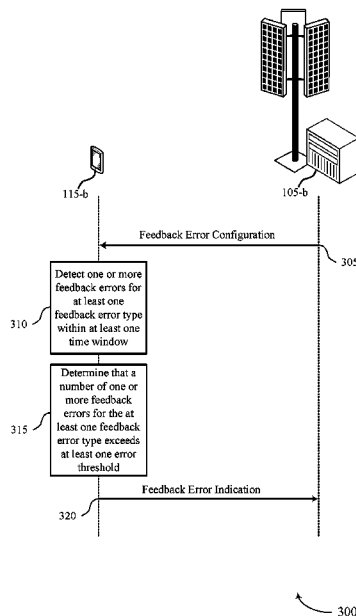 115-b
105-b
Feedback Error Configuration
305
310
Detect one or more
feedback errors for
at least one
feedback error type
within at least one
time window
315
Determine that a
number of one or
more feedback
errors for the at
least one feedback
error type exceeds
at least one error
threshold
Feedback Error Indication
320
300